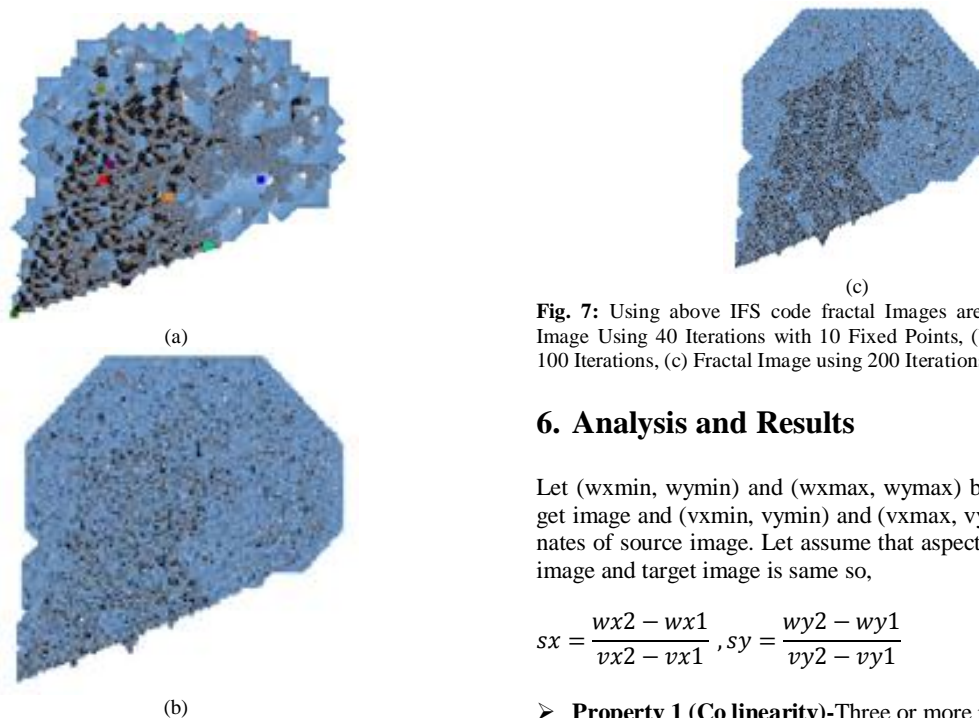 (a)
(b)
(c)
Fig. 7: Using above IFS code fractal Images are
Image Using 40 Iterations with 10 Fixed Points, (
100 Iterations, (c) Fractal Image using 200 Iteration
6. Analysis and Results
Let (wxmin, wymin) and (wxmax, wymax) b
get image and (vxmin, vymin) and (vxmax, vy
nates of source image. Let assume that aspect
image and target image is same so,
sx = wx2 − wx1 / vx2 − vx1 , sy = wy2 − wy1 / vy2 − vy1
➢ Property 1 (Co linearity)-Three or more